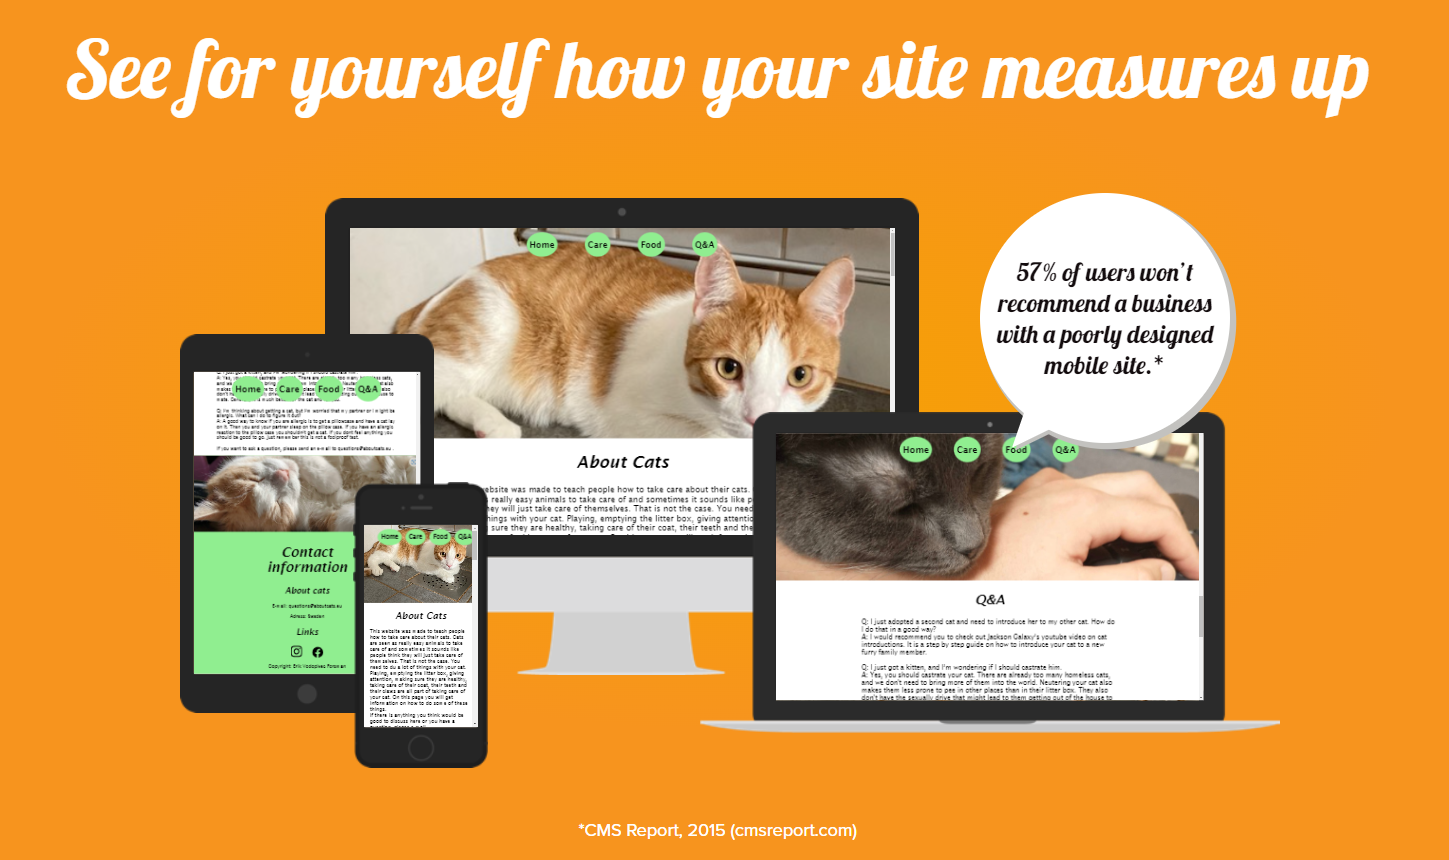 See for yourself how your site measures up
57% of users won't
recommend a business
with a poorly designed
mobile site.*
Home Care Food Q&A
About Cats
ebsite was made to teach people how to take care about their cats.
really easy animals to take care of and sometimes it sounds like p
hey will just take care of themselves. That is not the case. You need
hings with your cat. Playing, emptying the litter box, giving attentio
sure they are healthy, taking care of their coat, their teeth and the
Home Care Food Q&A
Q: I'm thinking about getting a cat, but I'm worried that my partner or I might be
allergic. What can I do to figure it out?
A: A good way to know if you are allergic is to get a pillowcase and have a cat lay
on it. Then you and your partner sleep on the pillow case. If you have an allergic
reaction to the pillow case you shouldn't get a cat. If you dont feel anything you
should be good to go. Just remember this is not a foolproof test.
If you want to ask a question, please send an e-mail to questions@aboutcats.eu .
Contact
information
About cats
E-mail: questions@aboutcats.eu
Adress: Sweden
Links
Copyright: Erik Vodopivec Forsman
Home Care Food Q&A
About Cats
This website was made to teach people
how to take care about their cats. Cats
are seen as really easy animals to take
care of and sometimes it sounds like
people think they will just take care of
themselves. That is not the case. You
need to do a lot of things with your cat.
Playing, emptying the litter box, giving
attention, making sure they are healthy,
taking care of their coat, their teeth and
their claws are all part of taking care of
your cat. On this page you will get
information on how to do some of these
things.
If there is anything you think would be
good to discuss here or you have a
Home Care Food Q&A
Q&A
Q: I just adopted a second cat and need to introduce her to my other cat. How do
I do that in a good way?
A: I would recommend you to check out Jackson Galaxy's youtube video on cat
introductions. It is a step by step guide on how to introduce your cat to a new
furry family member.
Q: I just got a kitten, and I'm wondering if I should castrate him.
A: Yes, you should castrate your cat. There are already too many homeless cats,
and we don't need to bring more of them into the world. Neutering your cat also
makes them less prone to pee in other places than in their litter box. They also
don't have the sexually drive that might lead to them getting out of the house to
*CMS Report, 2015 (cmsreport.com)